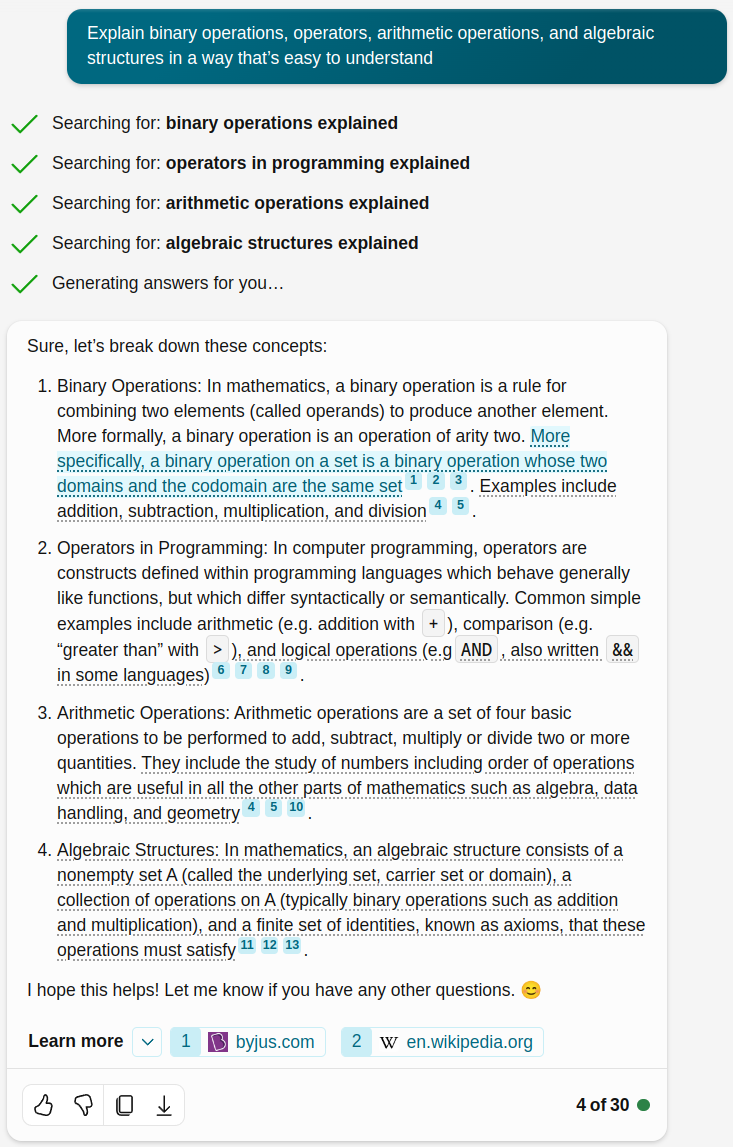 Explain binary operations, operators, arithmetic operations, and algebraic
structures in a way that’s easy to understand
Searching for: binary operations explained
Searching for: operators in programming explained
Searching for: arithmetic operations explained
Searching for: algebraic structures explained
Generating answers for you…
Sure, let’s break down these concepts:
1. Binary Operations: In mathematics, a binary operation is a rule for
combining two elements (called operands) to produce another element.
More formally, a binary operation is an operation of arity two. More
specifically, a binary operation on a set is a binary operation whose two
domains and the codomain are the same set 1 2 3 . Examples include
addition, subtraction, multiplication, and division 4 5 .
2. Operators in Programming: In computer programming, operators are
constructs defined within programming languages which behave generally
like functions, but which differ syntactically or semantically. Common simple
examples include arithmetic (e.g. addition with + ), comparison (e.g.
“greater than” with > ), and logical operations (e.g AND , also written &&
in some languages) 6 7 8 9 .
3. Arithmetic Operations: Arithmetic operations are a set of four basic
operations to be performed to add, subtract, multiply or divide two or more
quantities. They include the study of numbers including order of operations
which are useful in all the other parts of mathematics such as algebra, data
handling, and geometry 4 5 10 .
4. Algebraic Structures: In mathematics, an algebraic structure consists of a
nonempty set A (called the underlying set, carrier set or domain), a
collection of operations on A (typically binary operations such as addition
and multiplication), and a finite set of identities, known as axioms, that these
operations must satisfy 11 12 13 .
I hope this helps! Let me know if you have any other questions. 😊
Learn more 1 byjus.com 2 W en.wikipedia.org
4 of 30